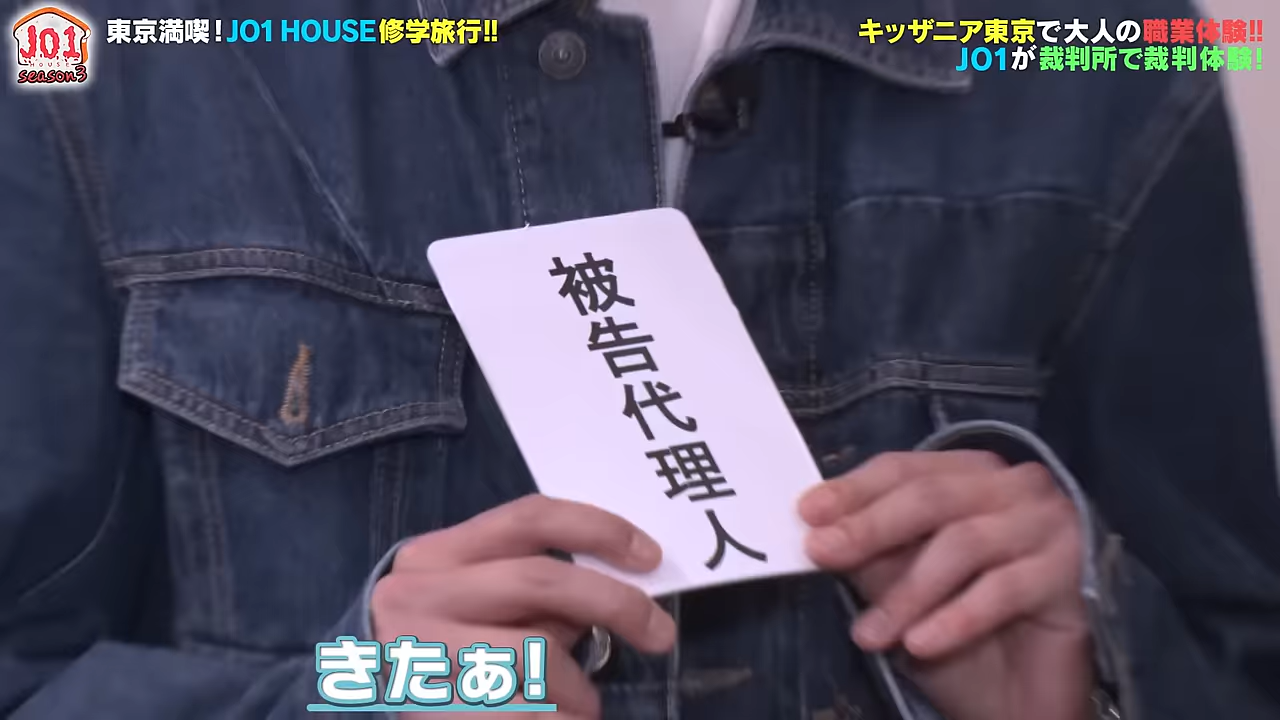 JO1
HOUSE
season3
東京満喫!JO1 HOUSE修学旅行!!
キッザニア東京で大人の職業体験!!
JO1が裁判所で裁判体験!
被告代理人
きたぁ!